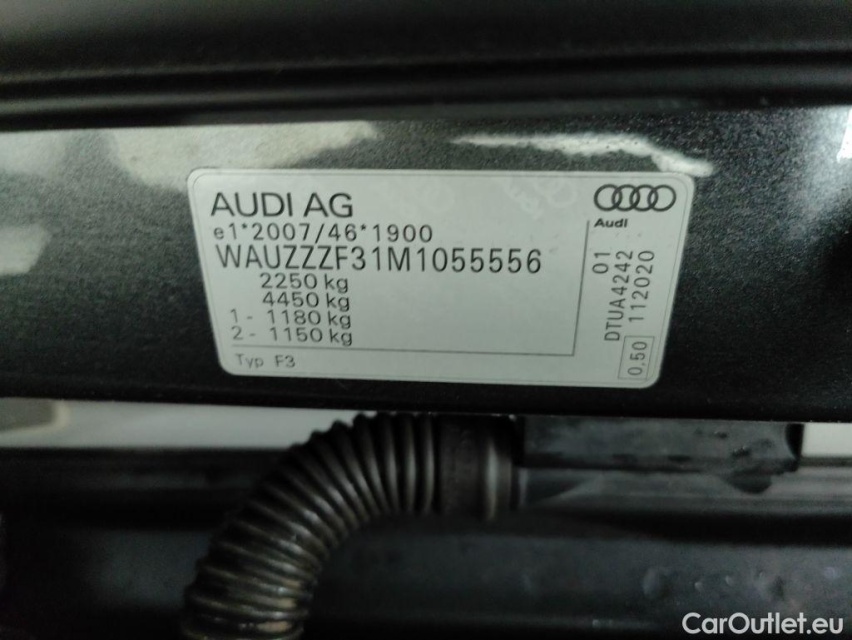 AUDI AG
e1*2007/46*1900
WAUZZZF31M1055556
2250 kg
4450 kg
1 - 1180 kg
2 - 1150 kg
Typ F3
Audi
DTUA4242 01
112020
0,50
CarOutlet.eu